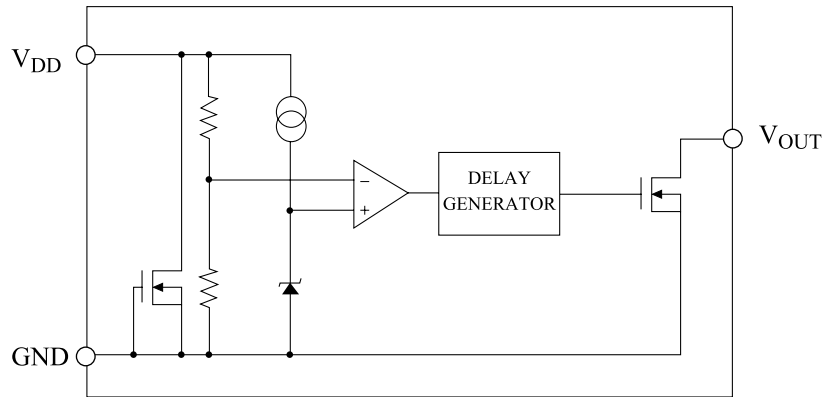 VDD
VOUT
−
+
DELAY
GENERATOR
GND